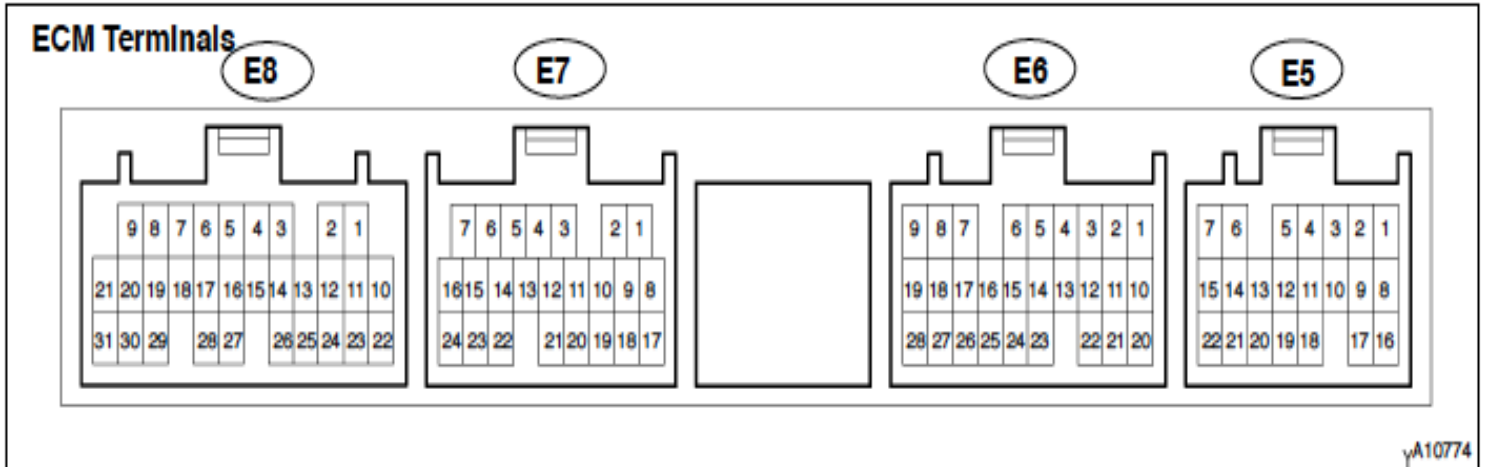 ECM Terminals
E8 E7 E6 E5
9 8 7 6 5 4 3 2 1 7 6 5 4 3 2 1 9 8 7 6 5 4 3 2 1 7 6 5 4 3 2 1
21 20 19 18 17 16 15 14 13 12 11 10 16 15 14 13 12 11 10 9 8 19 18 17 16 15 14 13 12 11 10 15 14 13 12 11 10 9 8
31 30 29 28 27 26 25 24 23 22 24 23 22 21 20 19 18 17 28 27 26 25 24 23 22 21 20 22 21 20 19 18 17 16
yA10774